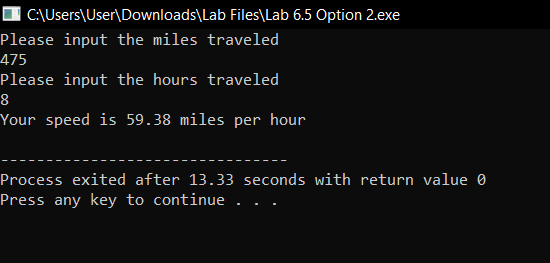 C:\Users\User\Downloads\Lab Files\Lab 6.5 Option 2.exe
Please input the miles traveled
475
Please input the hours traveled
8
Your speed is 59.38 miles per hour
--------------------------------
Process exited after 13.33 seconds with return value 0
Press any key to continue . . .